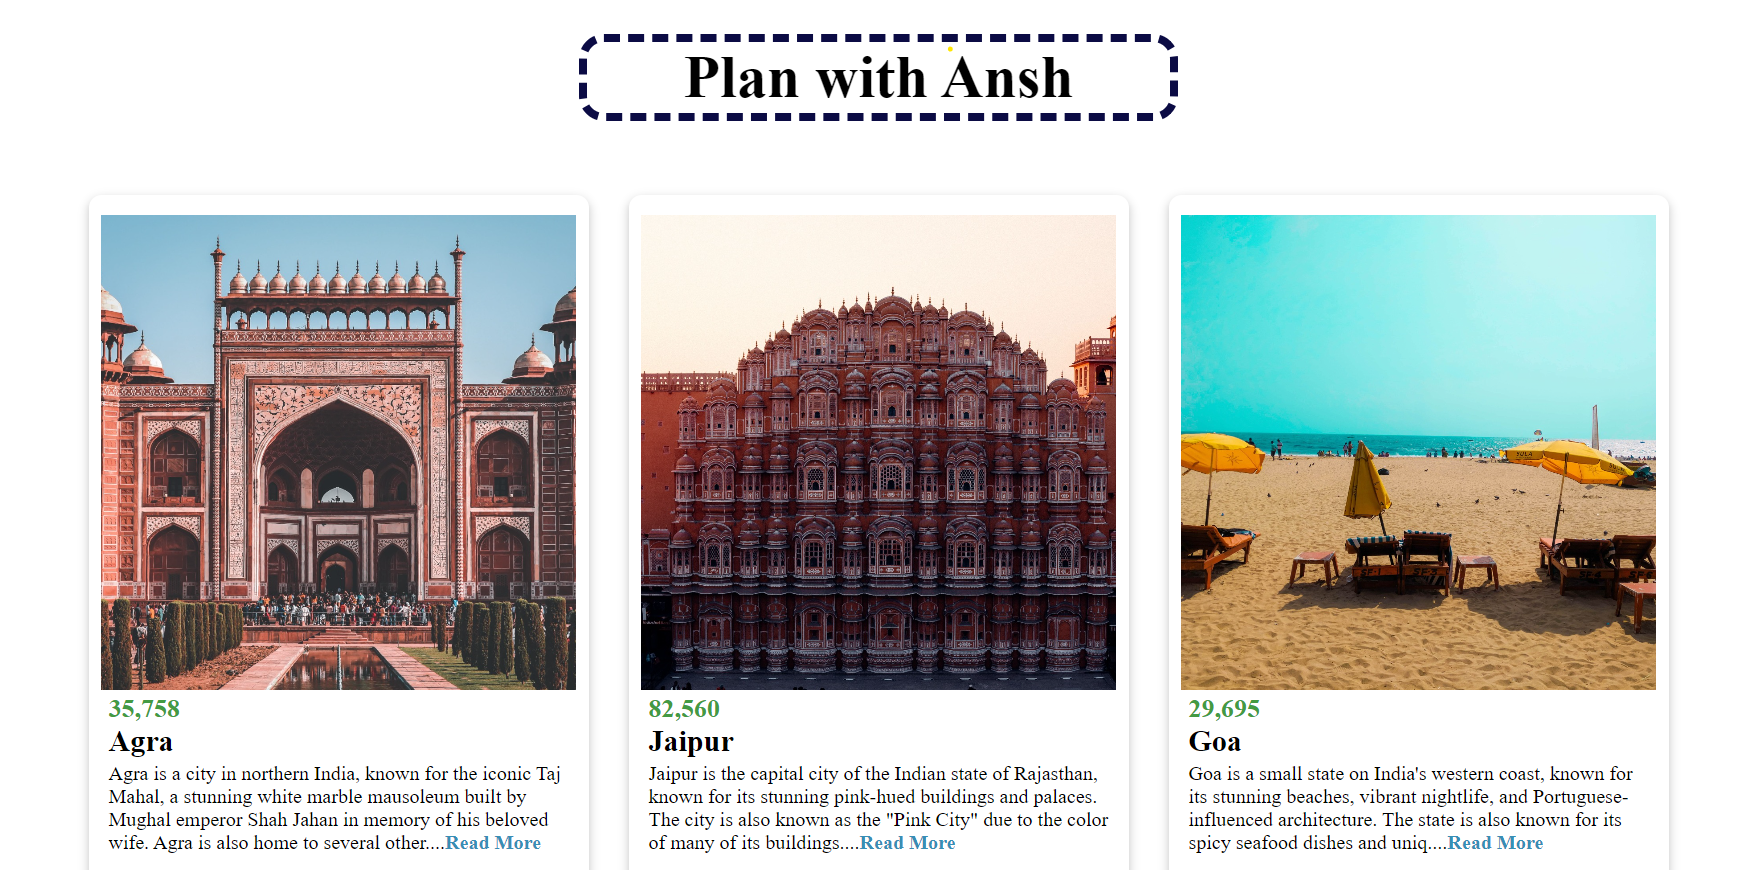 Plan with Ansh
35,758
Agra
Agra is a city in northern India, known for the iconic Taj
Mahal, a stunning white marble mausoleum built by
Mughal emperor Shah Jahan in memory of his beloved
wife. Agra is also home to several other....Read More
82,560
Jaipur
Jaipur is the capital city of the Indian state of Rajasthan,
known for its stunning pink-hued buildings and palaces.
The city is also known as the "Pink City" due to the color
of many of its buildings....Read More
SULA
29,695
Goa
Goa is a small state on India's western coast, known for
its stunning beaches, vibrant nightlife, and Portuguese-
influenced architecture. The state is also known for its
spicy seafood dishes and uniq....Read More